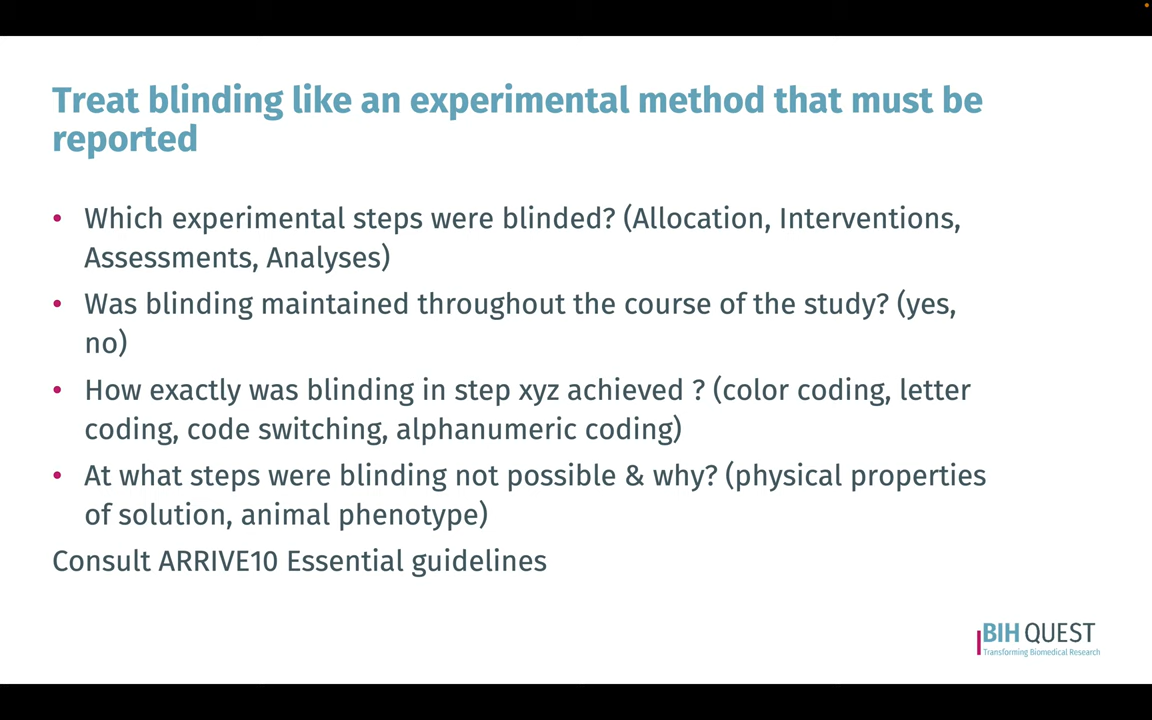 Treat blinding like an experimental method that must be
reported
• Which experimental steps were blinded? (Allocation, Interventions,
Assessments, Analyses)
• Was blinding maintained throughout the course of the study? (yes,
no)
• How exactly was blinding in step xyz achieved ? (color coding, letter
coding, code switching, alphanumeric coding)
• At what steps were blinding not possible & why? (physical properties
of solution, animal phenotype)
Consult ARRIVE10 Essential guidelines
BIH QUEST
Transforming Biomedical Research